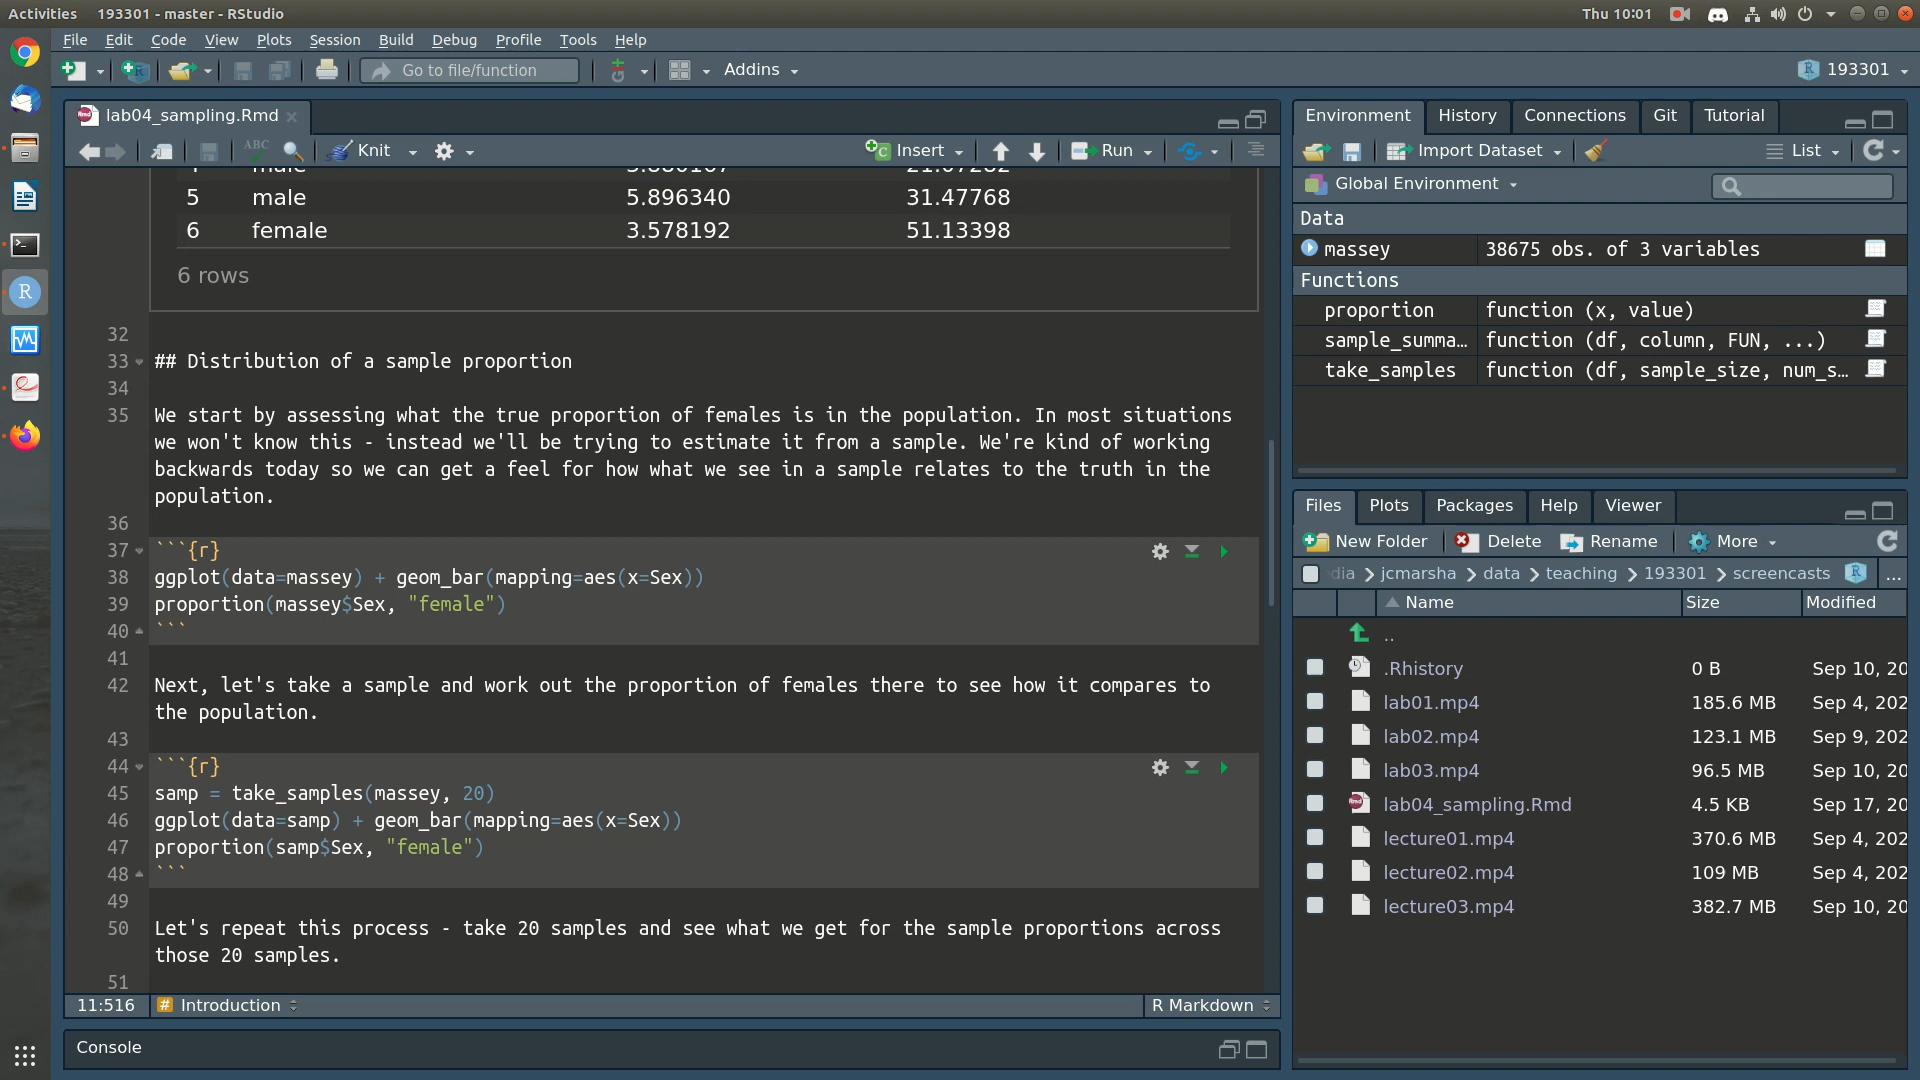 Activities 193301 - master - RStudio Thu 10:01
File Edit Code View Plots Session Build Debug Profile Tools Help
Go to file/function Addins 193301
lab04_sampling.Rmd
ABC Knit Insert Run
5 male 5.896340 31.47768
6 female 3.578192 51.13398
6 rows
32
33 ## Distribution of a sample proportion
34
35 We start by assessing what the true proportion of females is in the population. In most situations
we won't know this - instead we'll be trying to estimate it from a sample. We're kind of working
backwards today so we can get a feel for how what we see in a sample relates to the truth in the
population.
36
37 ```{r}
38 ggplot(data=massey) + geom_bar(mapping=aes(x=Sex))
39 proportion(massey$Sex, "female")
40 ```
41
42 Next, let's take a sample and work out the proportion of females there to see how it compares to
the population.
43
44 ```{r}
45 samp = take_samples(massey, 20)
46 ggplot(data=samp) + geom_bar(mapping=aes(x=Sex))
47 proportion(samp$Sex, "female")
48 ```
49
50 Let's repeat this process - take 20 samples and see what we get for the sample proportions across
those 20 samples.
51
11:516 # Introduction R Markdown
Console
Environment History Connections Git Tutorial
Import Dataset List
Global Environment
Data
massey 38675 obs. of 3 variables
Functions
proportion function (x, value)
sample_summa… function (df, column, FUN, ...)
take_samples function (df, sample_size, num_s…
Files Plots Packages Help Viewer
New Folder Delete Rename More
dia jcmarsha data teaching 193301 screencasts R ...
Name Size Modified
..
.Rhistory 0 B Sep 10, 20
lab01.mp4 185.6 MB Sep 4, 202
lab02.mp4 123.1 MB Sep 9, 202
lab03.mp4 96.5 MB Sep 10, 20
lab04_sampling.Rmd 4.5 KB Sep 17, 20
lecture01.mp4 370.6 MB Sep 4, 202
lecture02.mp4 109 MB Sep 4, 202
lecture03.mp4 382.7 MB Sep 10, 20